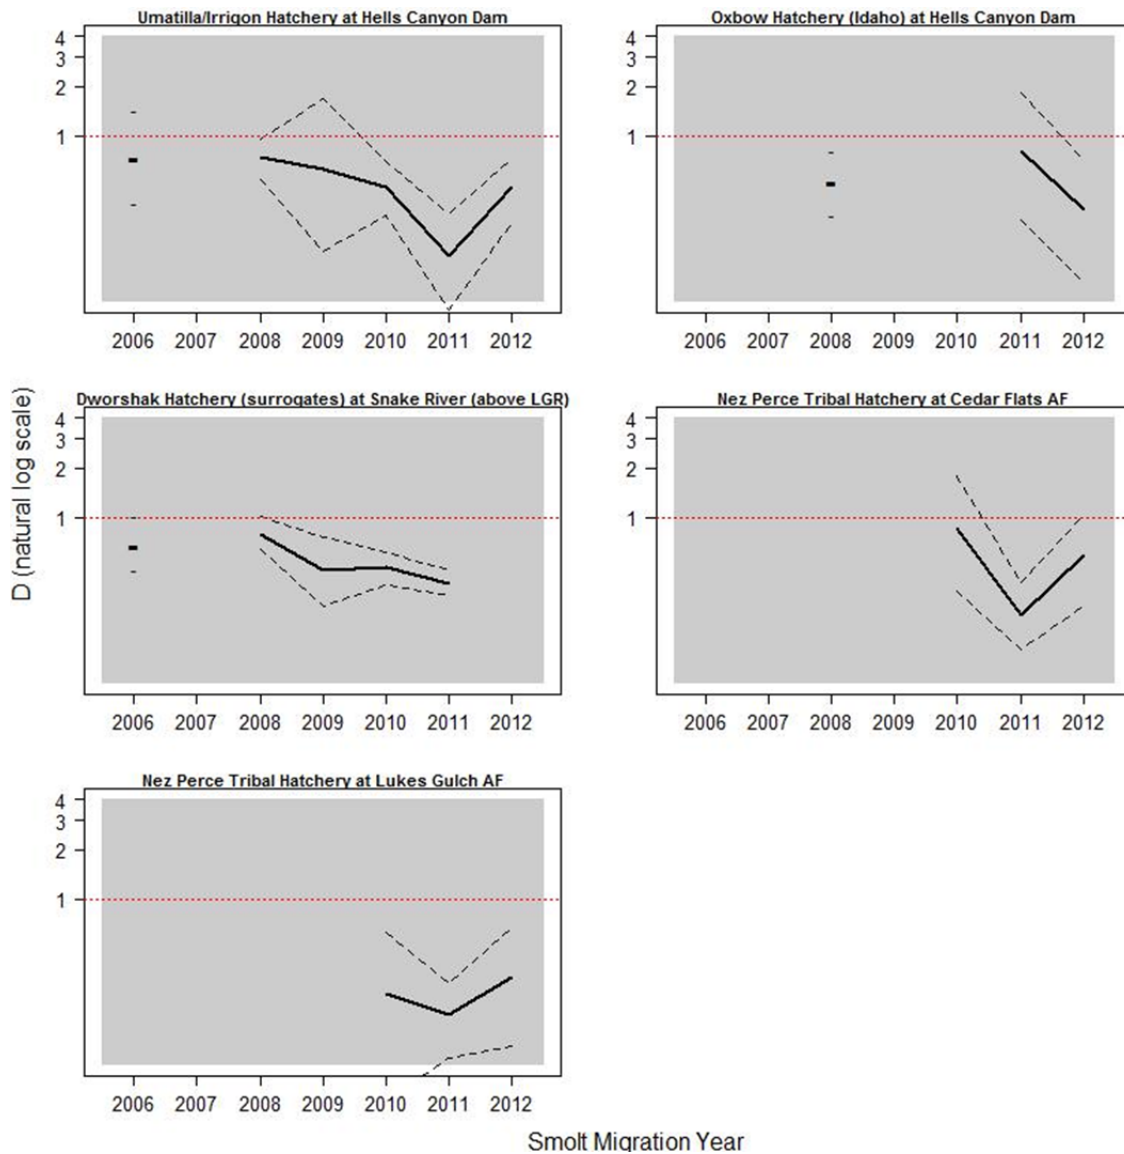 Umatilla/Irrigon Hatchery at Hells Canyon Dam
4
3
2
1
2006 2007 2008 2009 2010 2011 2012
Oxbow Hatchery (Idaho) at Hells Canyon Dam
4
3
2
1
2006 2007 2008 2009 2010 2011 2012
D (natural log scale)
Dworshak Hatchery (surrogates) at Snake River (above LGR)
4
3
2
1
2006 2007 2008 2009 2010 2011 2012
Nez Perce Tribal Hatchery at Cedar Flats AF
4
3
2
1
2006 2007 2008 2009 2010 2011 2012
Nez Perce Tribal Hatchery at Lukes Gulch AF
4
3
2
1
2006 2007 2008 2009 2010 2011 2012
Smolt Migration Year